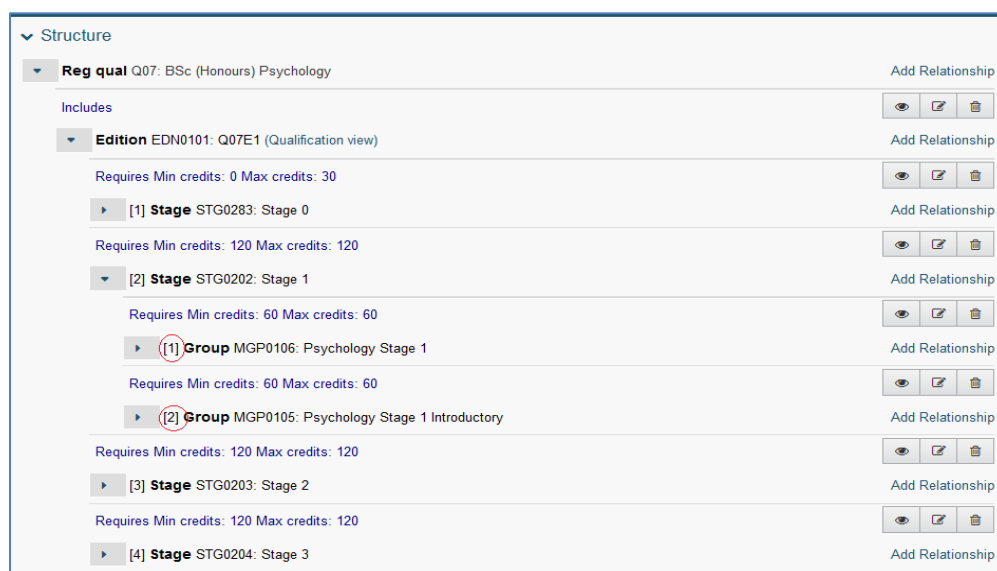 Structure
Reg qual Q07: BSc (Honours) Psychology Add Relationship
Includes
Edition EDN0101: Q07E1 (Qualification view) Add Relationship
Requires Min credits: 0 Max credits: 30
[1] Stage STG0283: Stage 0 Add Relationship
Requires Min credits: 120 Max credits: 120
[2] Stage STG0202: Stage 1 Add Relationship
Requires Min credits: 60 Max credits: 60
[1] Group MGP0106: Psychology Stage 1 Add Relationship
Requires Min credits: 60 Max credits: 60
[2] Group MGP0105: Psychology Stage 1 Introductory Add Relationship
Requires Min credits: 120 Max credits: 120
[3] Stage STG0203: Stage 2 Add Relationship
Requires Min credits: 120 Max credits: 120
[4] Stage STG0204: Stage 3 Add Relationship